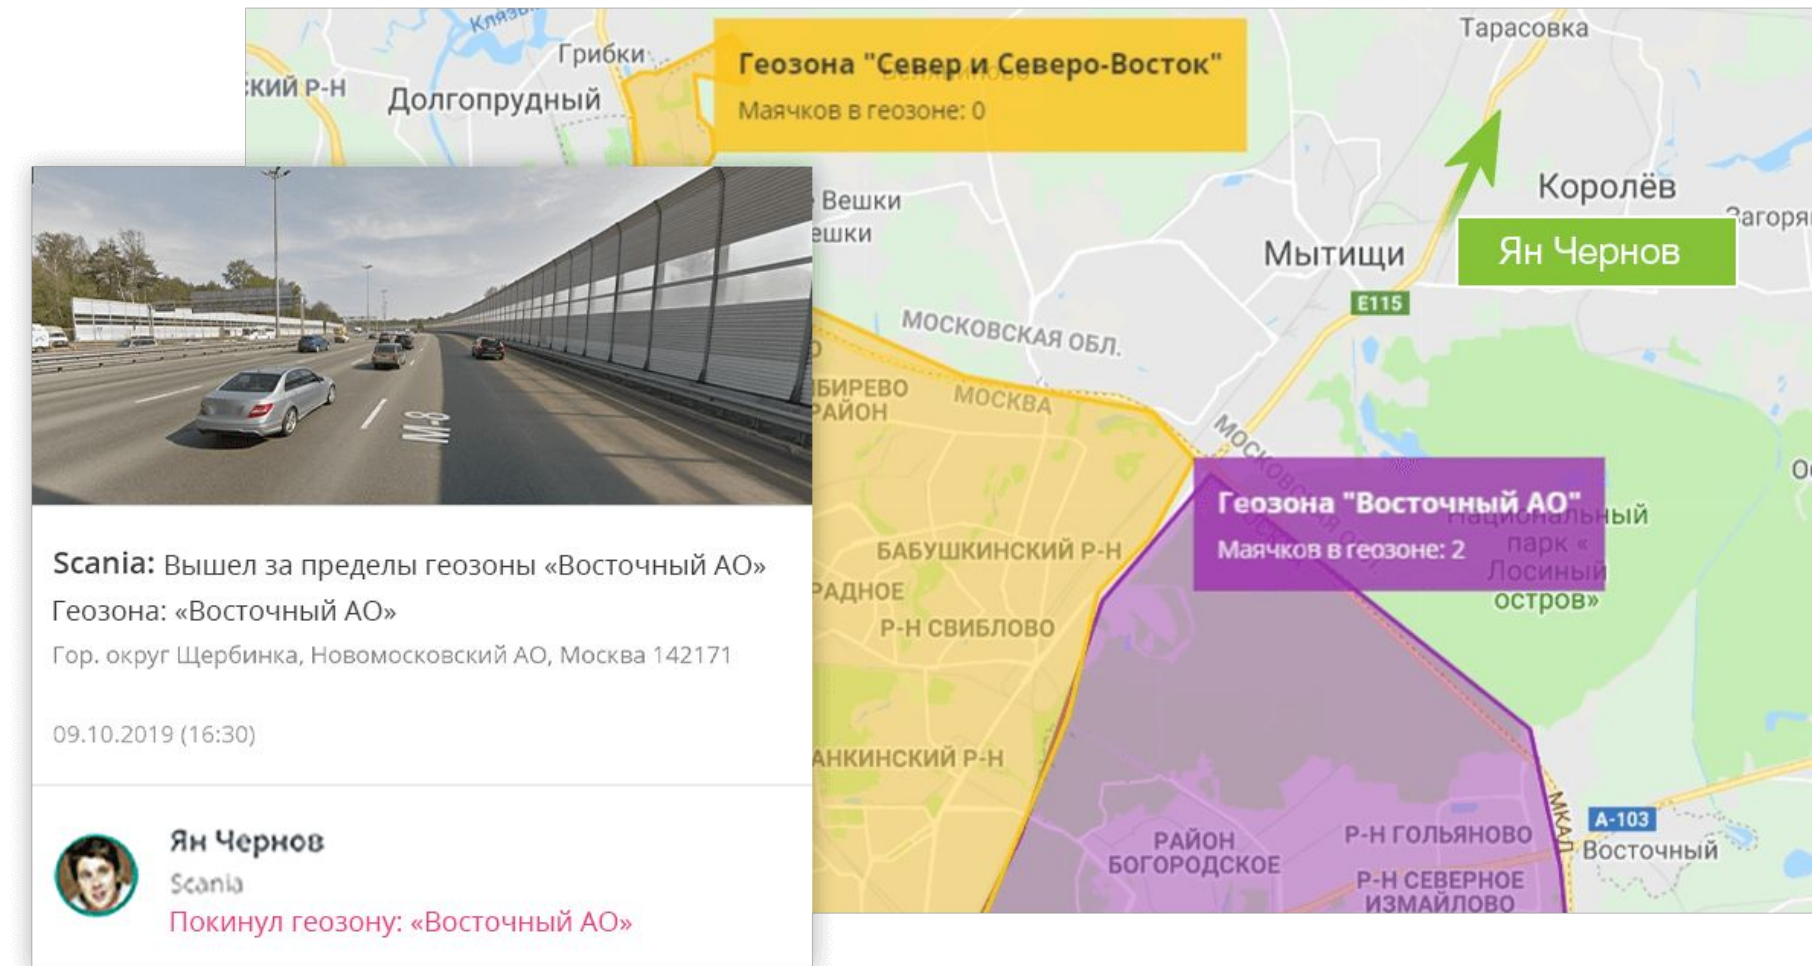 Грибки
Тарасовка
КИЙ Р-Н
Долгопрудный
Геозона "Север и Северо-Восток"
Маячков в геозоне: 0
Королёв
Вешки
ешки
Мытищи
Ян Чернов
E115
МОСКОВСКАЯ ОБЛ.
МОСКВА
М-8
БАБУШКИНСКИЙ Р-Н
Р-Н СВИБЛОВО
Геозона "Восточный АО"
Маячков в геозоне: 2
Национальный
парк «
Лосиный
остров»
Scania: Вышел за пределы геозоны «Восточный АО»
Геозона: «Восточный АО»
Гор. округ Щербинка, Новомосковский АО, Москва 142171
09.10.2019 (16:30)
Ян Чернов
Scania
Покинул геозону: «Восточный АО»
РАЙОН
БОГОРОДСКОЕ
Р-Н ГОЛЬЯНОВО
Р-Н СЕВЕРНОЕ
ИЗМАЙЛОВО
МКАД
А-103
Восточный